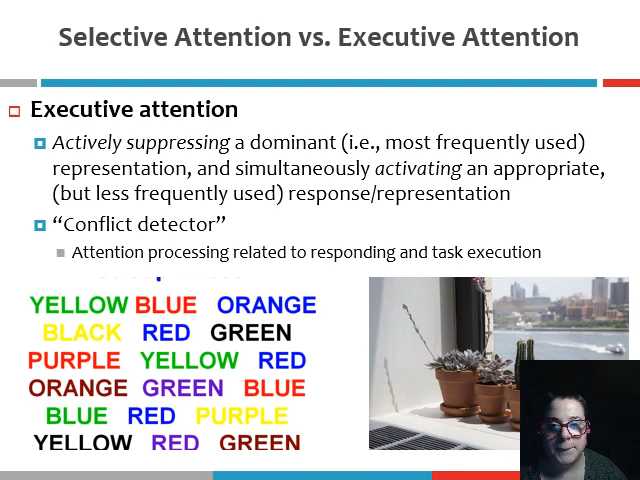 Selective Attention vs. Executive Attention
Executive attention
Actively suppressing a dominant (i.e., most frequently used)
representation, and simultaneously activating an appropriate,
(but less frequently used) response/representation
“Conflict detector”
Attention processing related to responding and task execution
YELLOW BLUE ORANGE
BLACK RED GREEN
PURPLE YELLOW RED
ORANGE GREEN BLUE
BLUE RED PURPLE
YELLOW RED GREEN